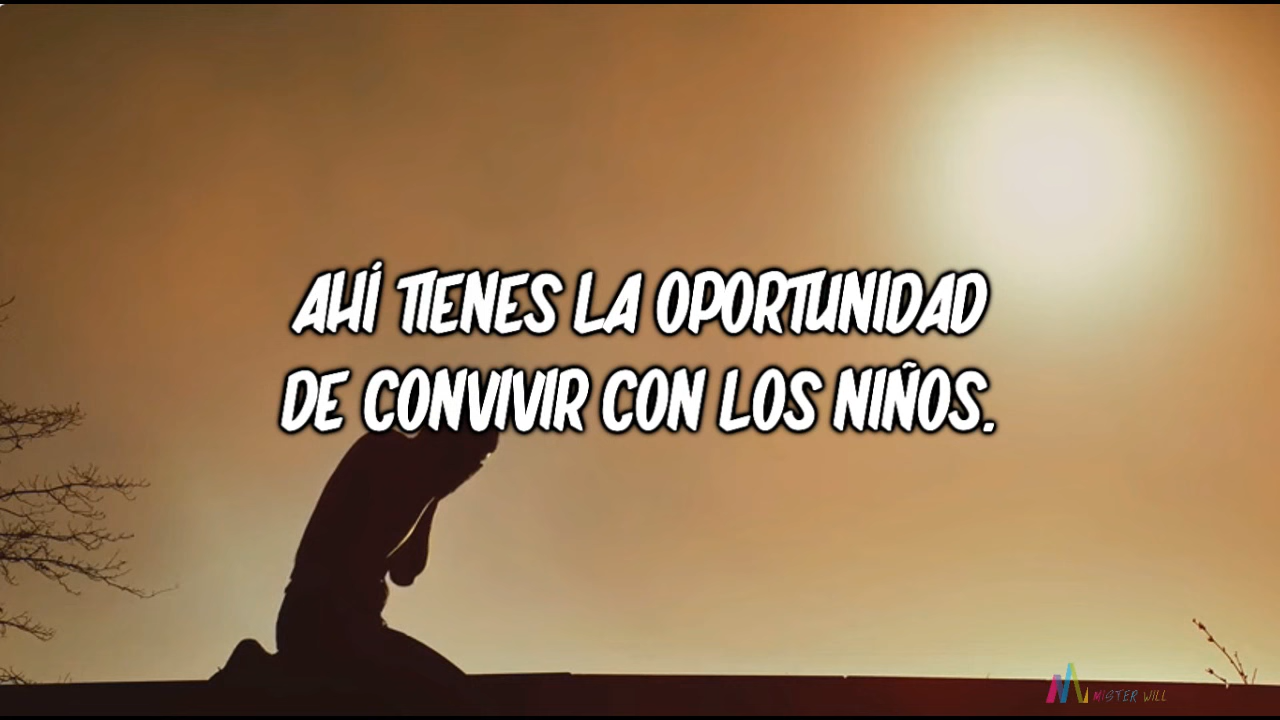 AHÍ TIENES LA OPORTUNIDAD
DE CONVIVIR CON LOS NIÑOS.
MISTER WILL